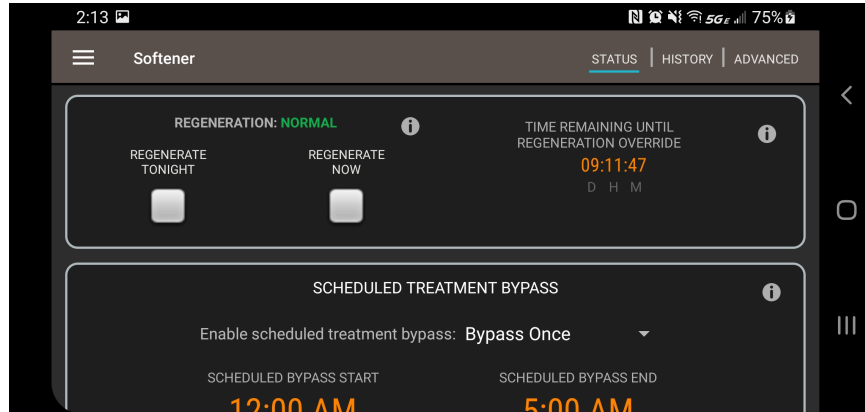 2:13 5GE 75%
Softener STATUS HISTORY ADVANCED
REGENERATION: NORMAL
REGENERATE TONIGHT
REGENERATE NOW
TIME REMAINING UNTIL
REGENERATION OVERRIDE
09:11:47
D H M
SCHEDULED TREATMENT BYPASS
Enable scheduled treatment bypass: Bypass Once
SCHEDULED BYPASS START
12:00 AM
SCHEDULED BYPASS END
5:00 AM